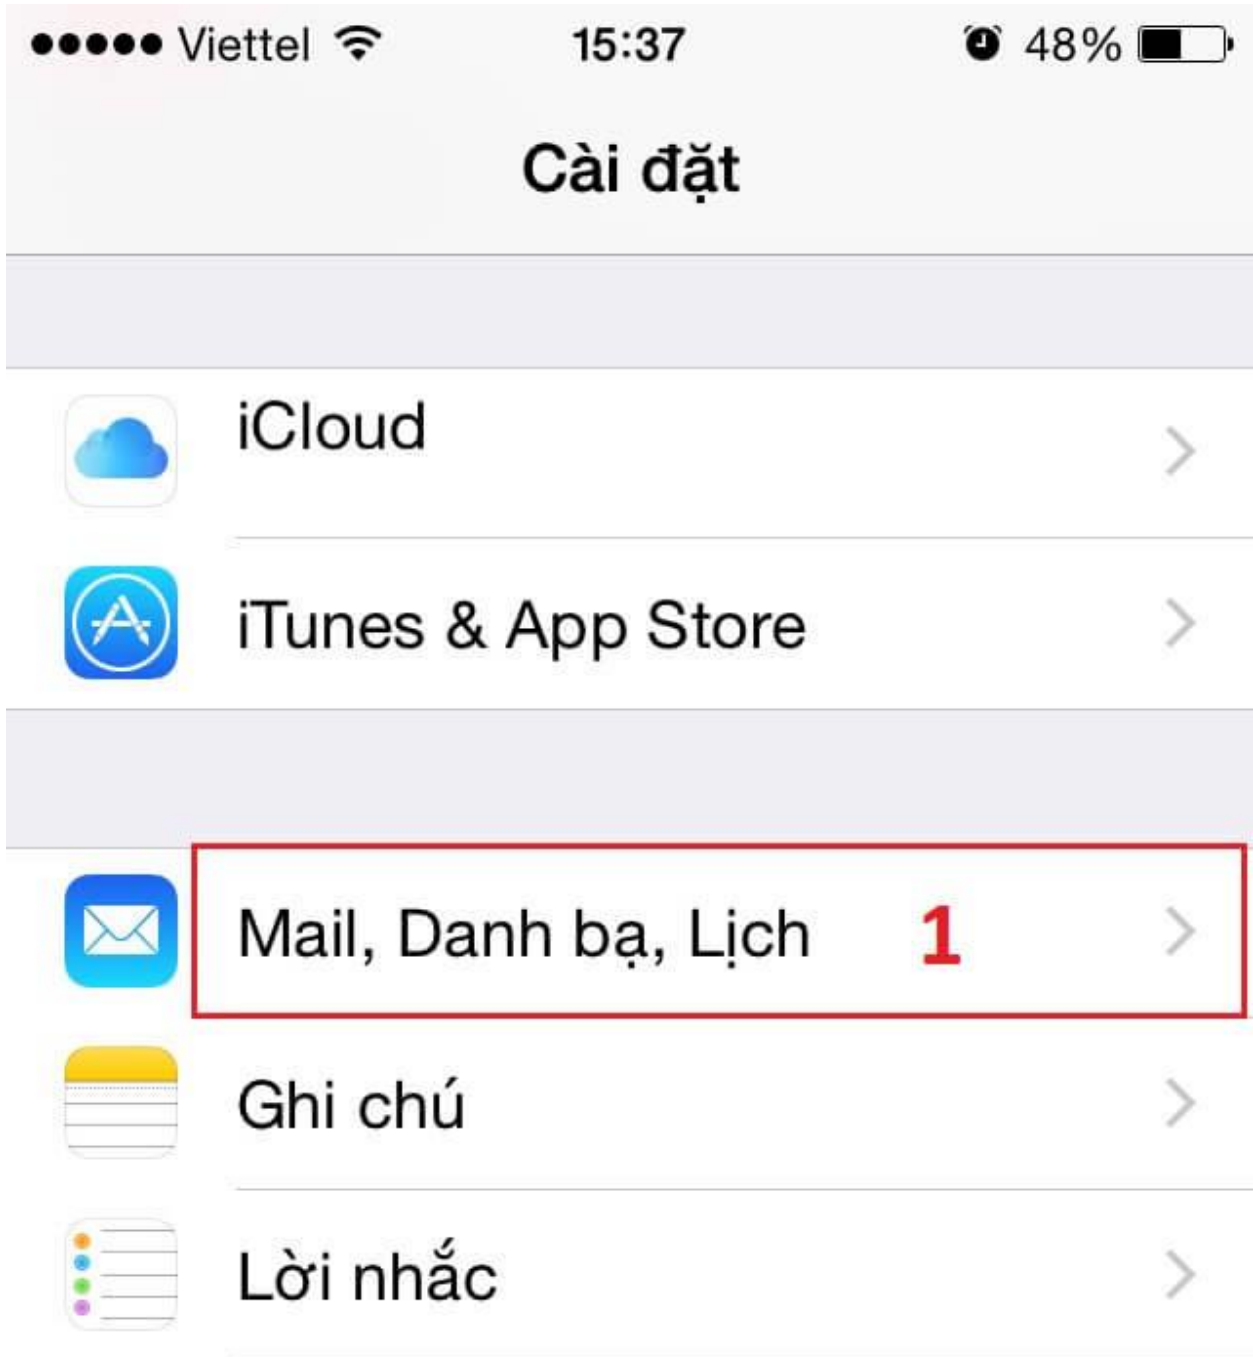 Viettel 15:37 48%
Cài đặt
iCloud
iTunes & App Store
Mail, Danh bạ, Lịch 1
Ghi chú
Lời nhắc